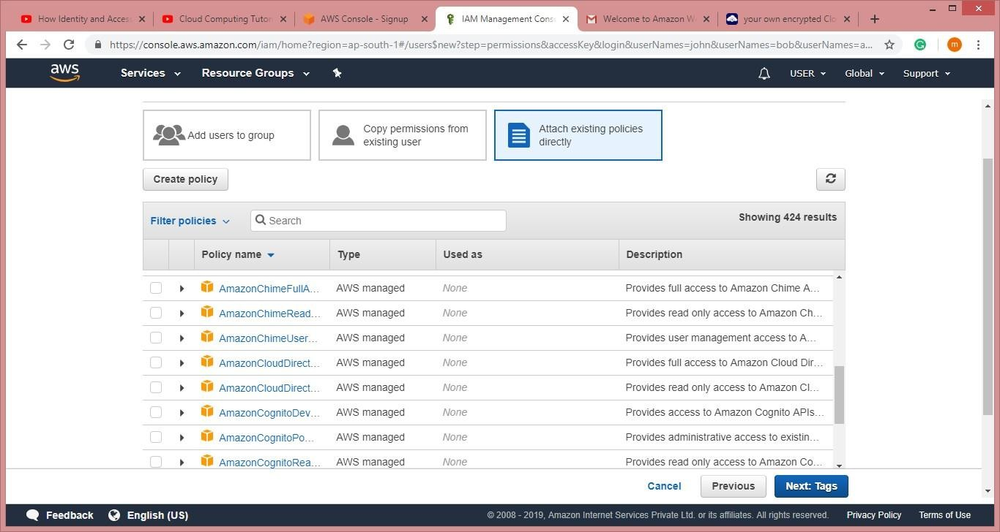 How Identity and Access
Cloud Computing Tutor
AWS Console - Signup
IAM Management Cons
Welcome to Amazon W
your own encrypted Clo
https://console.aws.amazon.com/iam/home?region=ap-south-1#/users$new?step=permissions&accessKey&login&userNames=john&userNames=bob&userNames=a...
m
aws
Services
Resource Groups
USER
Global
Support
Add users to group
Copy permissions from
existing user
Attach existing policies
directly
Create policy
Filter policies
Search
Showing 424 results
Policy name Type Used as Description
AmazonChimeFullA... AWS managed None Provides full access to Amazon Chime A...
AmazonChimeRead... AWS managed None Provides read only access to Amazon Ch...
AmazonChimeUser... AWS managed None Provides user management access to A...
AmazonCloudDirect... AWS managed None Provides full access to Amazon Cloud Dir...
AmazonCloudDirect... AWS managed None Provides read only access to Amazon Cl...
AmazonCognitoDev... AWS managed None Provides access to Amazon Cognito APIs...
AmazonCognitoPo... AWS managed None Provides administrative access to existin...
AmazonCognitoRea... AWS managed None Provides read only access to Amazon Co...
Cancel
Previous
Next: Tags
Feedback
English (US)
© 2008 - 2019, Amazon Internet Services Private Ltd. or its affiliates. All rights reserved.
Privacy Policy
Terms of Use